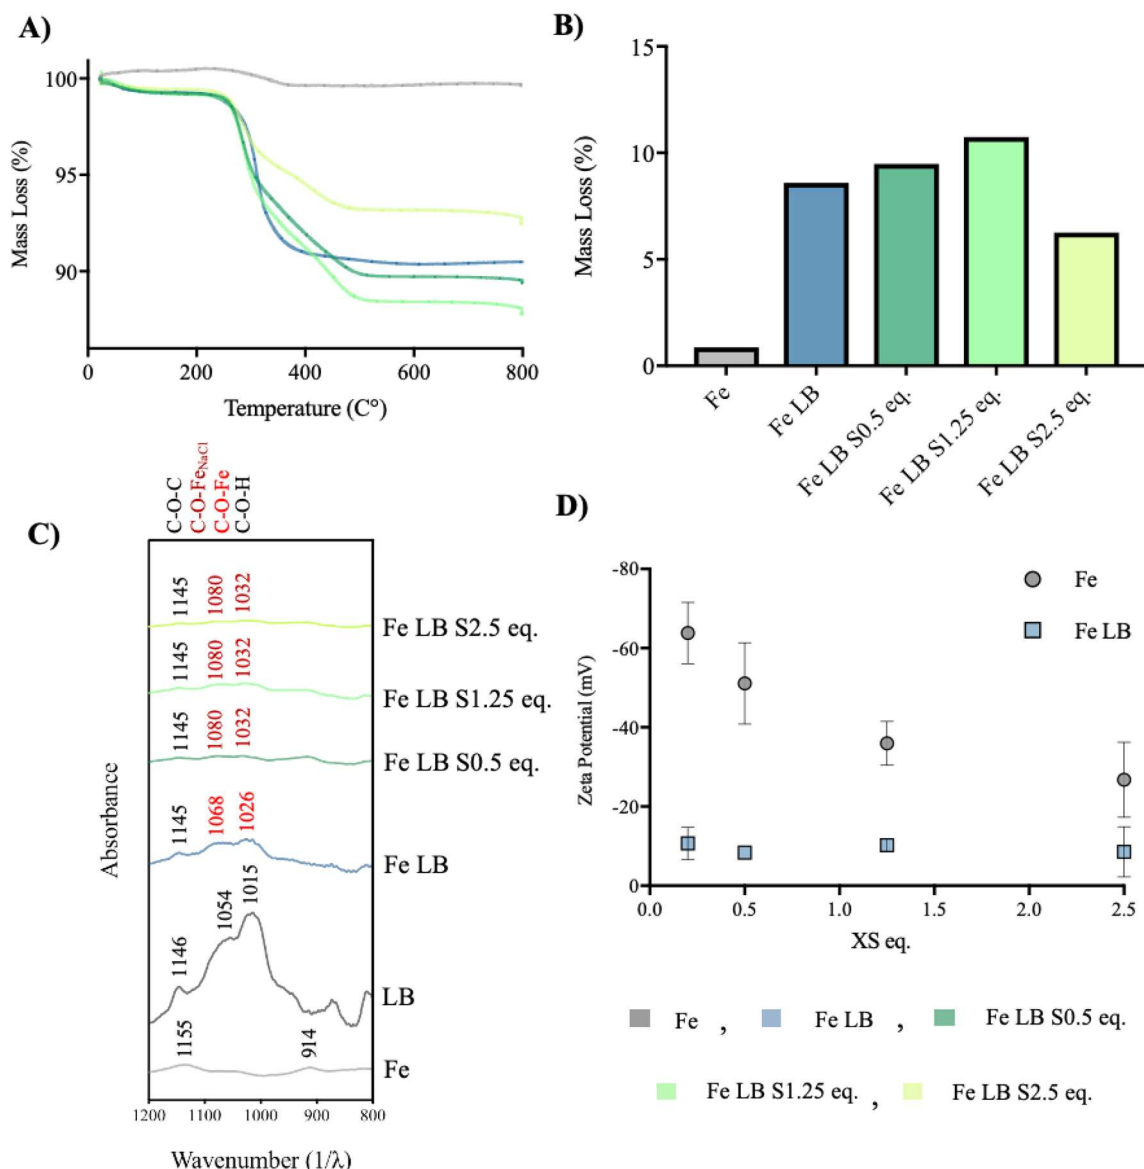 A)
100
95
90
Mass Loss (%)
0
200
400
600
800
Temperature (C°)
B)
15
10
5
0
Mass Loss (%)
Fe
Fe LB
Fe LB S0.5 eq.
Fe LB S1.25 eq.
Fe LB S2.5 eq.
C)
C-O-C
C-O-FeNaCl
C-O-Fe
C-O-H
1145
1080
1032
Fe LB S2.5 eq.
1145
1080
1032
Fe LB S1.25 eq.
1145
1080
1032
Fe LB S0.5 eq.
1145
1068
1026
Fe LB
1146
1054
1015
LB
1155
914
Fe
Absorbance
1200
1100
1000
900
800
Wavenumber (1/λ)
D)
-80
-60
-40
-20
0
Zeta Potential (mV)
Fe
Fe LB
0.0
0.5
1.0
1.5
2.0
2.5
XS eq.
Fe , Fe LB , Fe LB S0.5 eq.
Fe LB S1.25 eq. , Fe LB S2.5 eq.